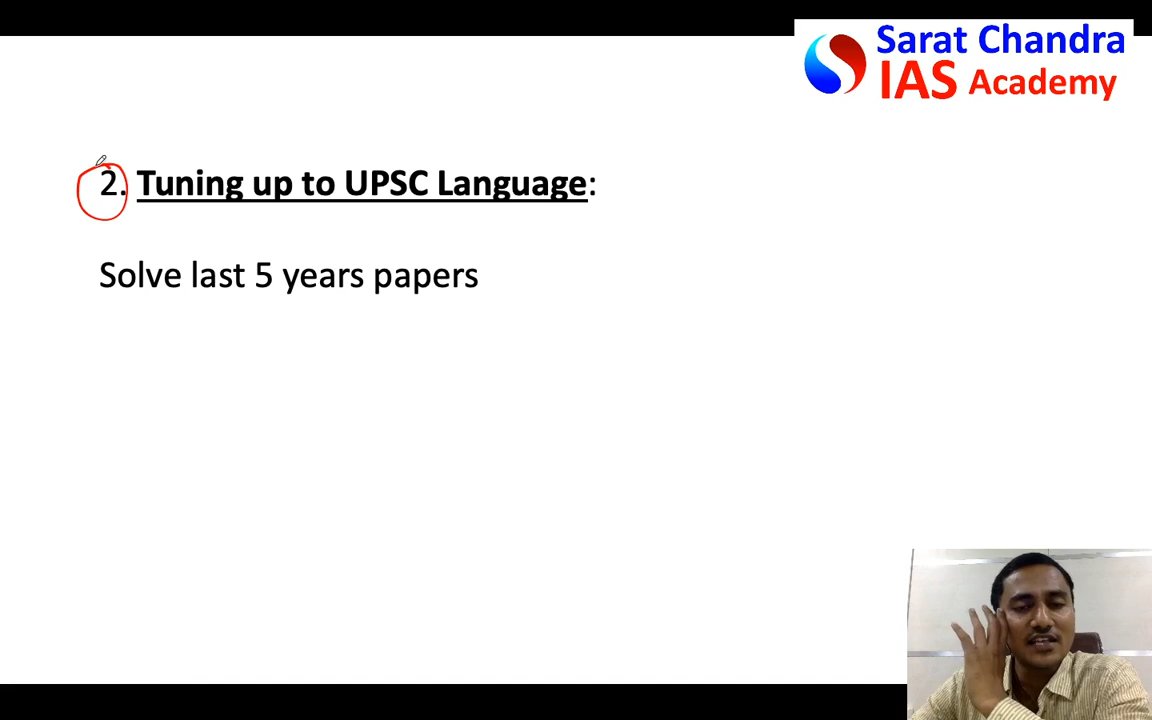 Sarat Chandra
IAS Academy
2. Tuning up to UPSC Language:
Solve last 5 years papers